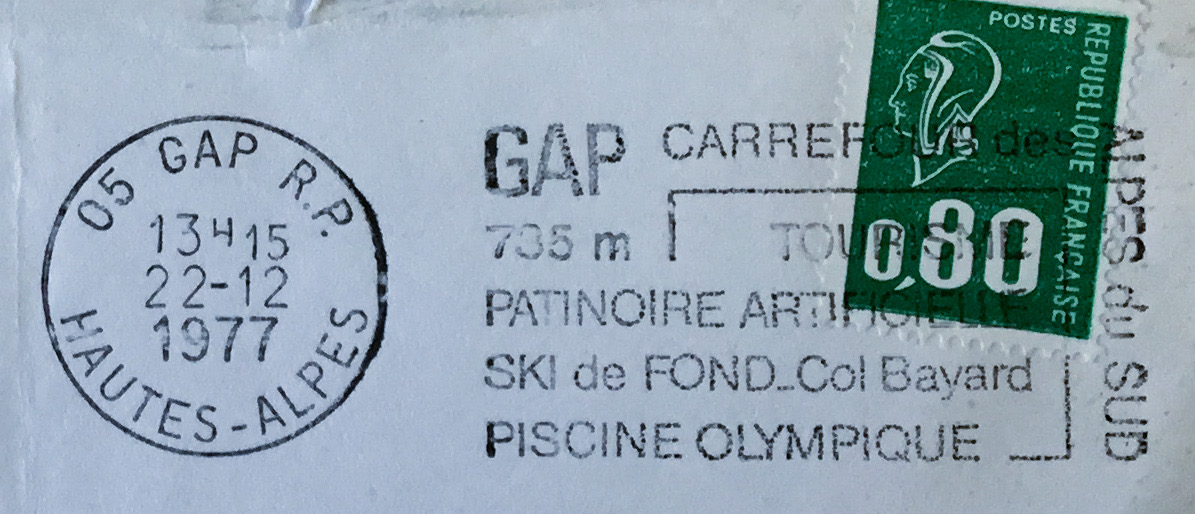 05 GAP R.P.
13H15
22-12
1977
HAUTES-ALPES
GAP CARREFOUR des ALPES du SUD
735 m TOURISME
PATINOIRE ARTIFICIELLE
SKI de FOND_Col Bayard
PISCINE OLYMPIQUE
POSTES
REPUBLIQUE FRANÇAISE
0,80